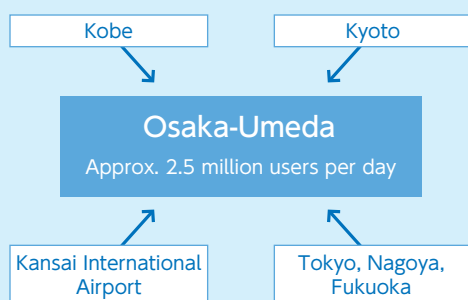 Kobe
Kyoto
Osaka-Umeda
Approx. 2.5 million users per day
Kansai International
Airport
Tokyo, Nagoya,
Fukuoka